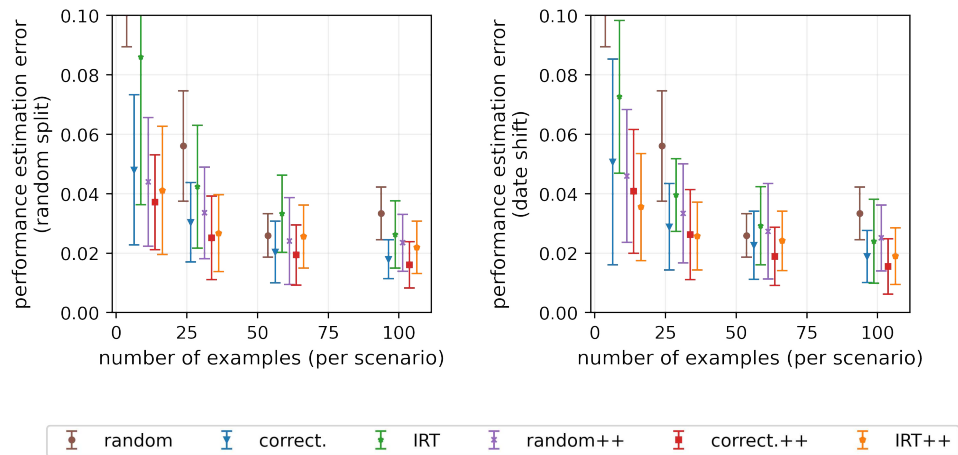 performance estimation error
(random split)
0.10
0.08
0.06
0.04
0.02
0.00
0 25 50 75 100
number of examples (per scenario)
performance estimation error
(date shift)
0.10
0.08
0.06
0.04
0.02
0.00
0 25 50 75 100
number of examples (per scenario)
random correct. IRT random++ correct.++ IRT++